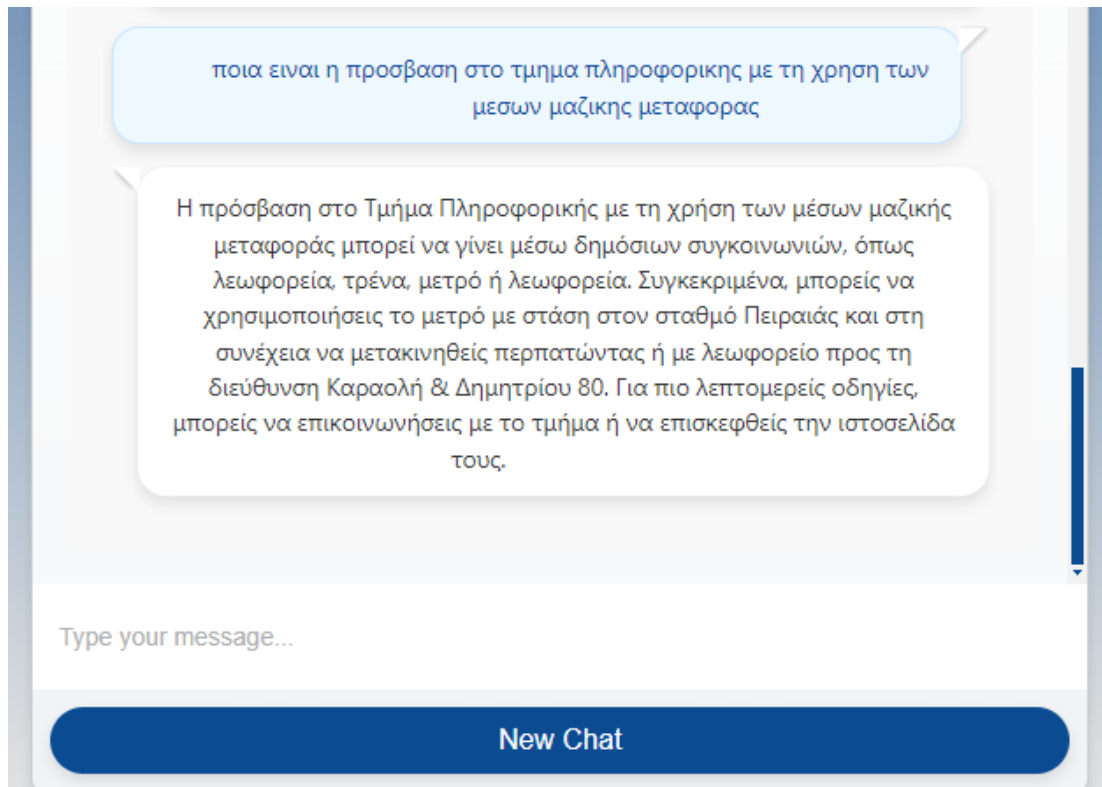 ποια ειναι η προσβαση στο τμημα πληροφορικης με τη χρηση των
μεσων μαζικης μεταφορας
Η πρόσβαση στο Τμήμα Πληροφορικής με τη χρήση των μέσων μαζικής
μεταφοράς μπορεί να γίνει μέσω δημόσιων συγκοινωνιών, όπως
λεωφορεία, τρένα, μετρό ή λεωφορεία. Συγκεκριμένα, μπορείς να
χρησιμοποιήσεις το μετρό με στάση στον σταθμό Πειραιάς και στη
συνέχεια να μετακινηθείς περπατώντας ή με λεωφορείο προς τη
διεύθυνση Καραολή & Δημητρίου 80. Για πιο λεπτομερείς οδηγίες,
μπορείς να επικοινωνήσεις με το τμήμα ή να επισκεφθείς την ιστοσελίδα
τους.
Type your message...
New Chat